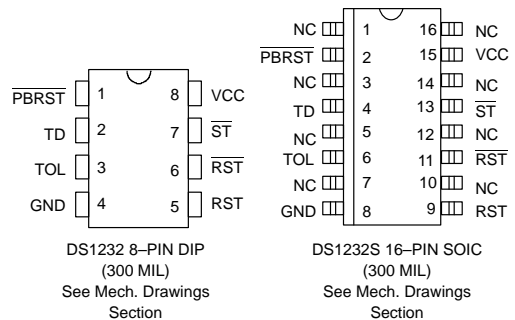 PBRST 1 8 VCC
TD 2 7 ST
TOL 3 6 RST
GND 4 5 RST
DS1232 8–PIN DIP
(300 MIL)
See Mech. Drawings
Section
NC 1 16 NC
PBRST 2 15 VCC
NC 3 14 NC
TD 4 13 ST
NC 5 12 NC
TOL 6 11 RST
NC 7 10 NC
GND 8 9 RST
DS1232S 16–PIN SOIC
(300 MIL)
See Mech. Drawings
Section